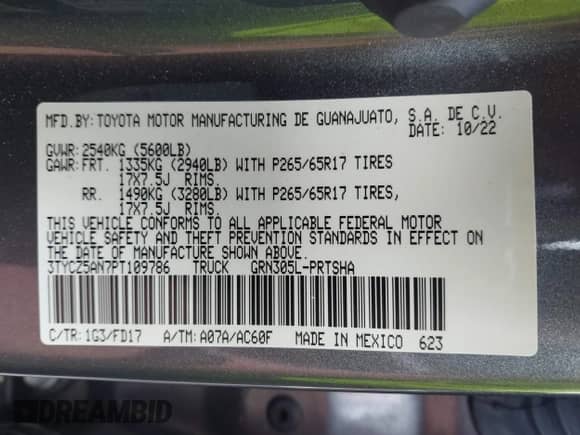 MFD.BY:TOYOTA MOTOR MANUFACTURING DE GUANAJUATO, S.A. DE C.V.
DATE: 10/22
GVWR: 2540KG (5600LB)
GAWR: FRT. 1335KG (2940LB) WITH P265/65R17 TIRES
17X7.5J RIMS.
RR. 1490KG (3280LB) WITH P265/65R17 TIRES,
17X7.5J RIMS.
THIS VEHICLE CONFORMS TO ALL APPLICABLE FEDERAL MOTOR
VEHICLE SAFETY AND THEFT PREVENTION STANDARDS IN EFFECT ON
THE DATE OF MANUFACTURE SHOWN ABOVE.
3TYCZ5AN7PT109786 TRUCK GRN305L-PRTSHA
C/TR: 1G3/FD17 A/TM: A07A/AC60F MADE IN MEXICO 623
DREAMBID